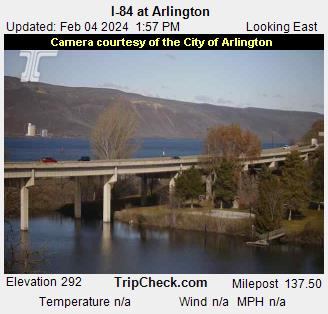 I-84 at Arlington
Updated: Feb 04 2024 1:57 PM Looking East
Camera courtesy of the City of Arlington
Elevation 292 TripCheck.com Milepost 137.50
Temperature n/a Wind n/a MPH n/a